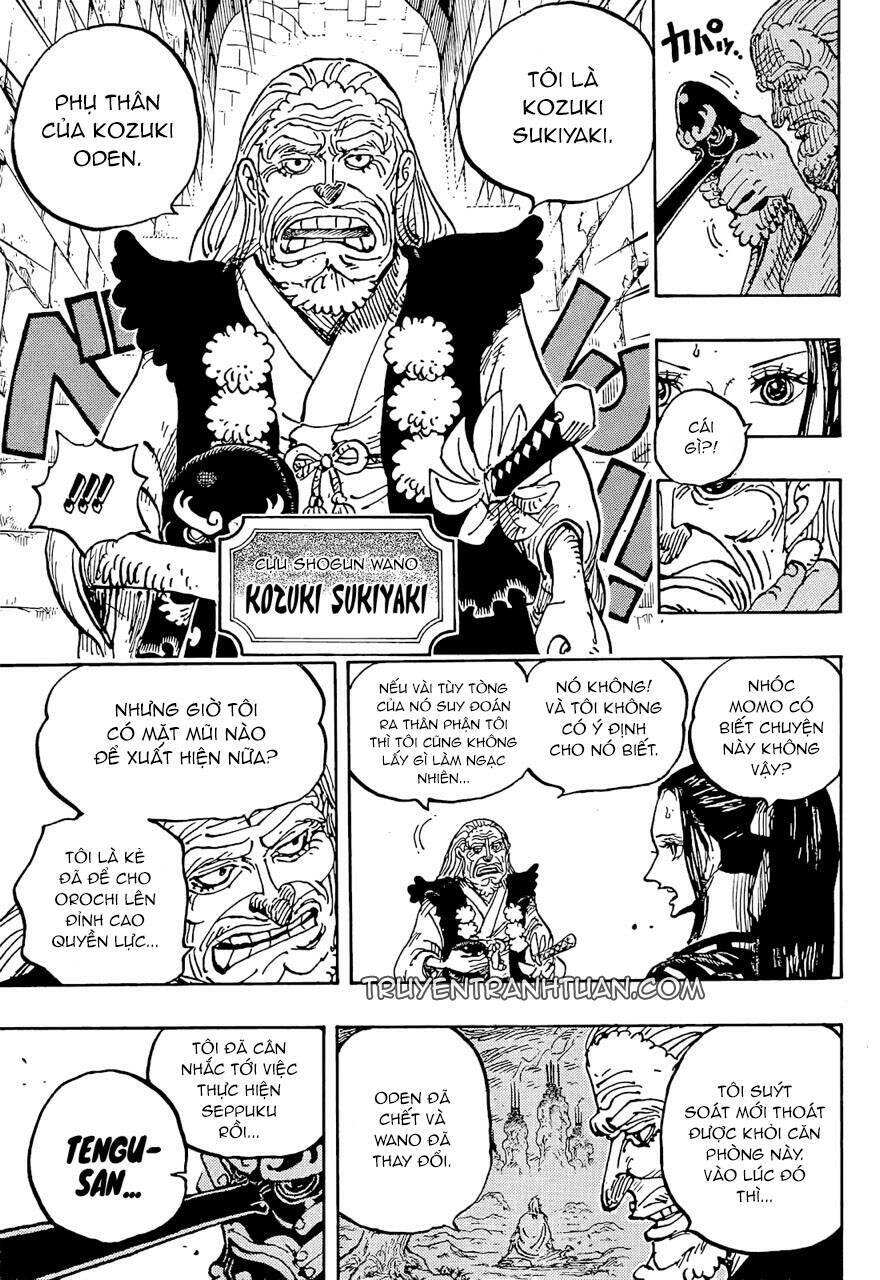 カパッ..
TÔI LÀ
KOZUKI
SUKIYAKI.
PHỤ THÂN
CỦA KOZUKI
ODEN.
!!!
CỰU SHOGUN WANO
KOZUKI SUKIYAKI
CÁI
GÌ?!
NHÓC
MOMO CÓ
BIẾT CHUYỆN
NÀY KHÔNG
VẬY?
NÓ KHÔNG!
VÀ TÔI KHÔNG
CÓ Ý ĐỊNH
CHO NÓ BIẾT.
NẾU VÀI TÙY TÒNG
CỦA NÓ SUY ĐOÁN
RA THÂN PHẬN TÔI
THÌ TÔI CŨNG KHÔNG
LẤY GÌ LÀM NGẠC
NHIÊN...
NHƯNG GIỜ TÔI
CÓ MẶT MŨI NÀO
ĐỂ XUẤT HIỆN NỮA?
TÔI LÀ KẺ
ĐÃ ĐỂ CHO
OROCHI LÊN
ĐỈNH CAO
QUYỀN LỰC...
TRUYENTRANHTUAN.COM
TÔI SUÝT
SOÁT MỚI THOÁT
ĐƯỢC KHỎI CĂN
PHÒNG NÀY.
VÀO LÚC ĐÓ
THÌ...
ODEN ĐÃ
CHẾT VÀ
WANO ĐÃ
THAY ĐỔI.
TÔI ĐÃ CÂN
NHẮC TỚI VIỆC
THỰC HIỆN
SEPPUKU
RỒI...
TENGU-
SAN...